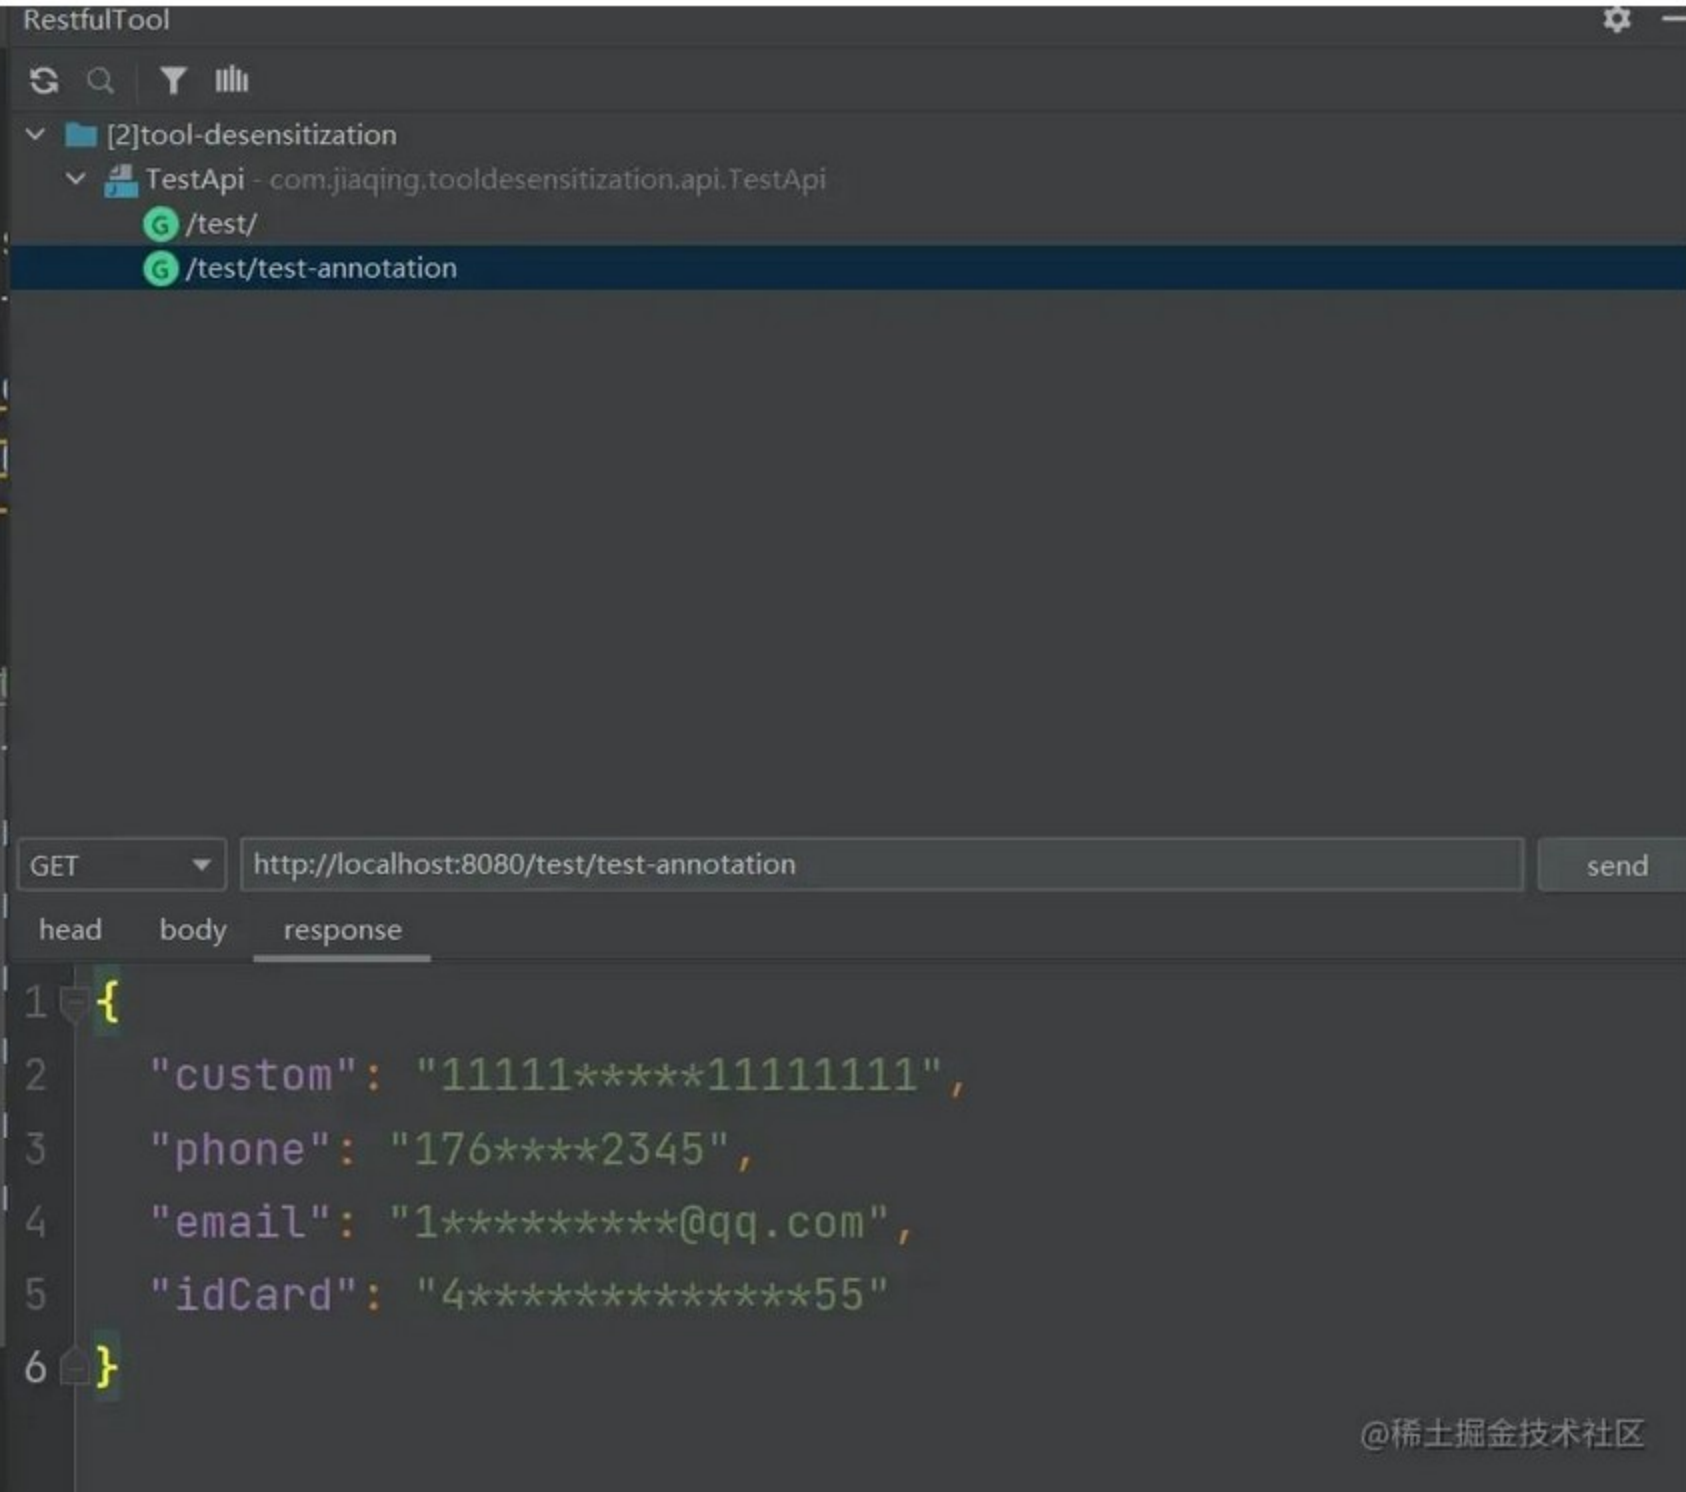 RestfulTool
[2]tool-desensitization
TestApi - com.jiaqing.tooldesensitization.api.TestApi
G /test/
G /test/test-annotation
GET http://localhost:8080/test/test-annotation send
head body response
1 {
2 "custom": "11111*****11111111",
3 "phone": "176****2345",
4 "email": "1*********@qq.com",
5 "idCard": "4*************55"
6 }
@稀土掘金技术社区